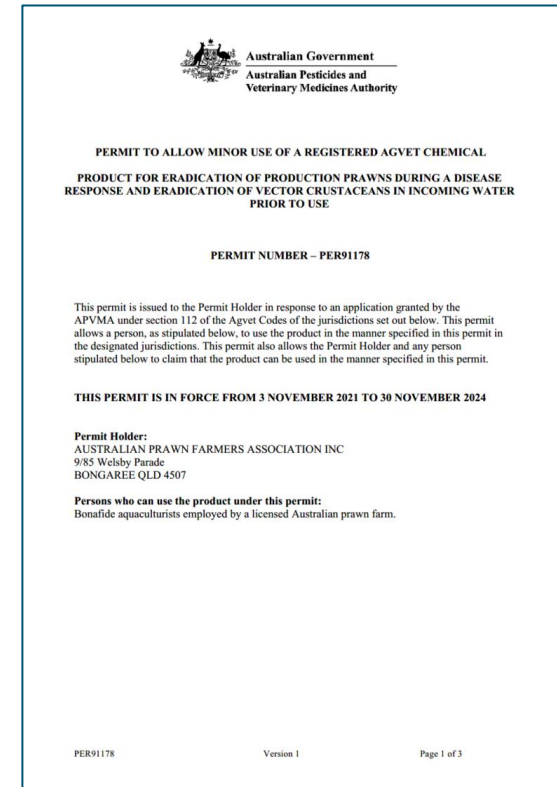 Australian Government
Australian Pesticides and
Veterinary Medicines Authority
PERMIT TO ALLOW MINOR USE OF A REGISTERED AGVET CHEMICAL
PRODUCT FOR ERADICATION OF PRODUCTION PRAWNS DURING A DISEASE
RESPONSE AND ERADICATION OF VECTOR CRUSTACEANS IN INCOMING WATER
PRIOR TO USE
PERMIT NUMBER – PER91178
This permit is issued to the Permit Holder in response to an application granted by the
APVMA under section 112 of the Agvet Codes of the jurisdictions set out below. This permit
allows a person, as stipulated below, to use the product in the manner specified in this permit in
the designated jurisdictions. This permit also allows the Permit Holder and any person
stipulated below to claim that the product can be used in the manner specified in this permit.
THIS PERMIT IS IN FORCE FROM 3 NOVEMBER 2021 TO 30 NOVEMBER 2024
Permit Holder:
AUSTRALIAN PRAWN FARMERS ASSOCIATION INC
9/85 Welsby Parade
BONGAREE QLD 4507
Persons who can use the product under this permit:
Bonafide aquaculturists employed by a licensed Australian prawn farm.
PER91178 Version 1 Page 1 of 3